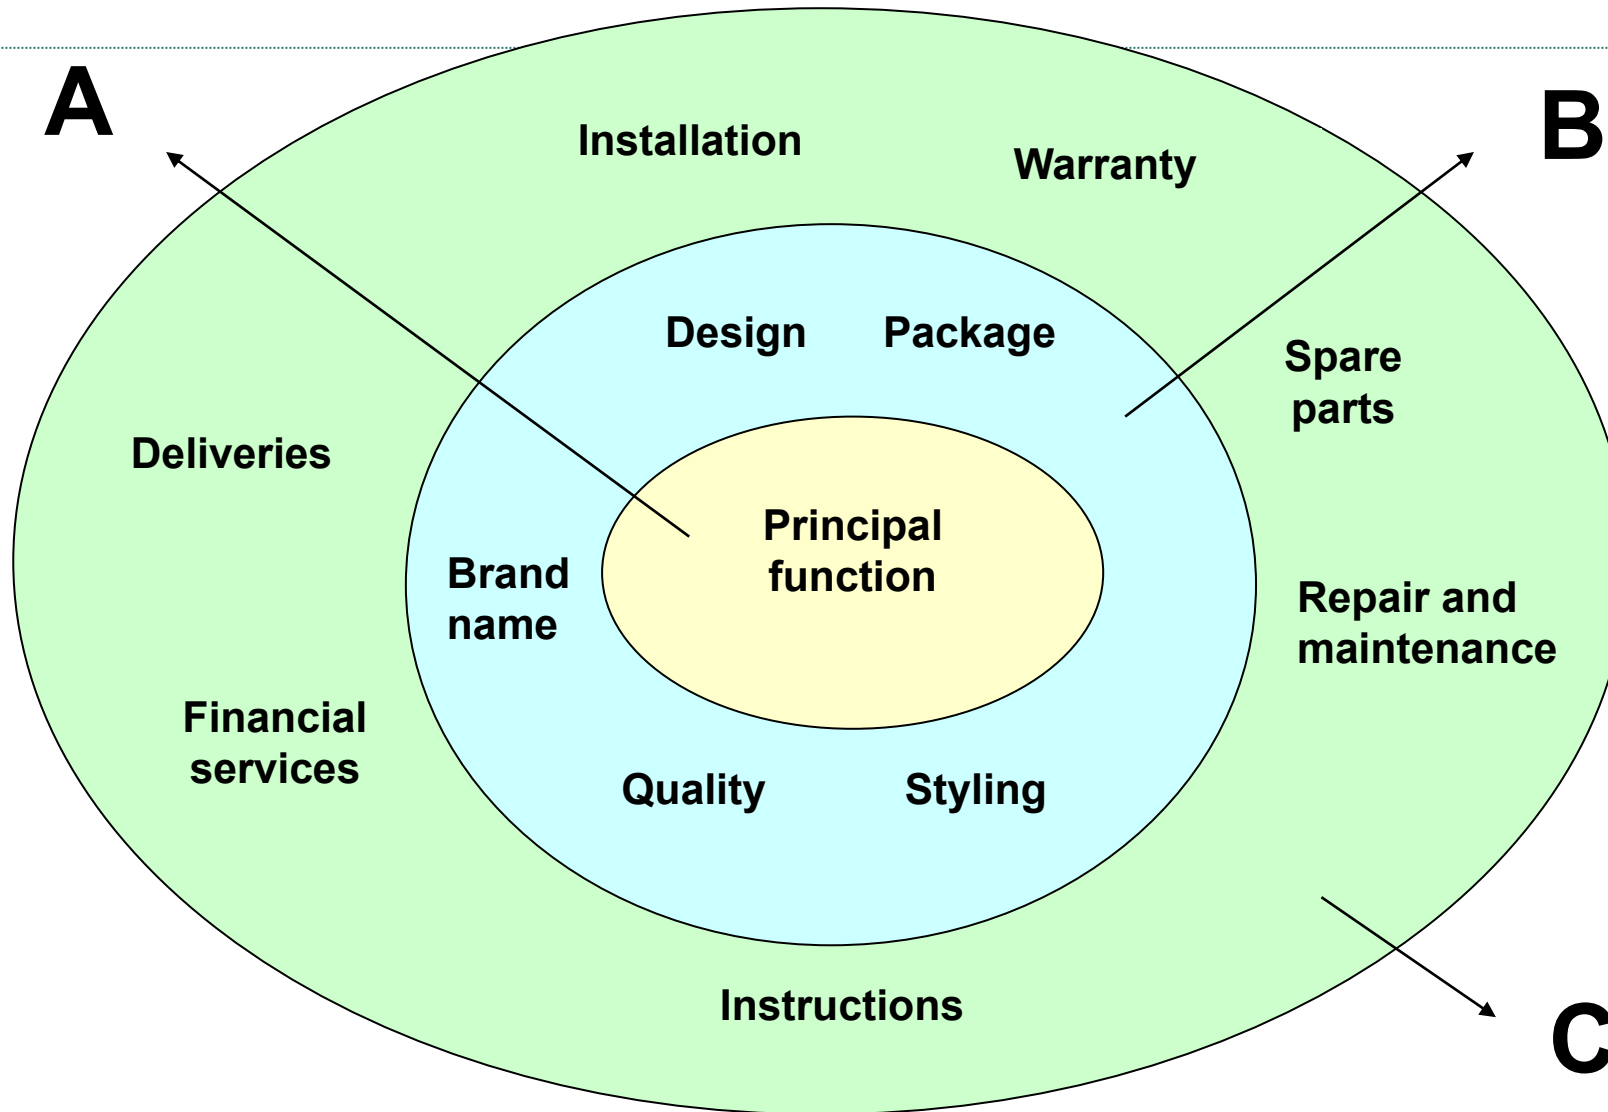 A
B
Installation
Warranty
Design
Package
Spare
parts
Deliveries
Principal
function
Brand
name
Repair and
maintenance
Financial
services
Quality
Styling
Instructions
C